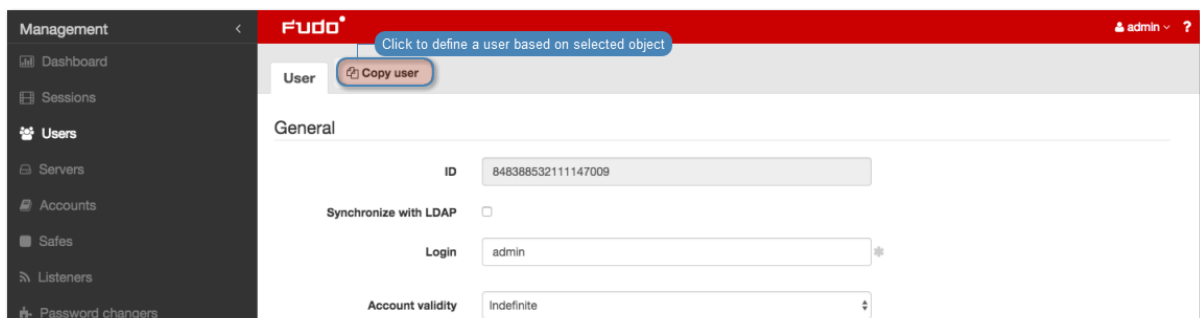 Management
FUDO
admin
?
Click to define a user based on selected object
Dashboard
User
Copy user
Sessions
General
Users
ID
848388532111147009
Servers
Accounts
Synchronize with LDAP
Safes
Login
admin
Listeners
Account validity
Indefinite
Password changers